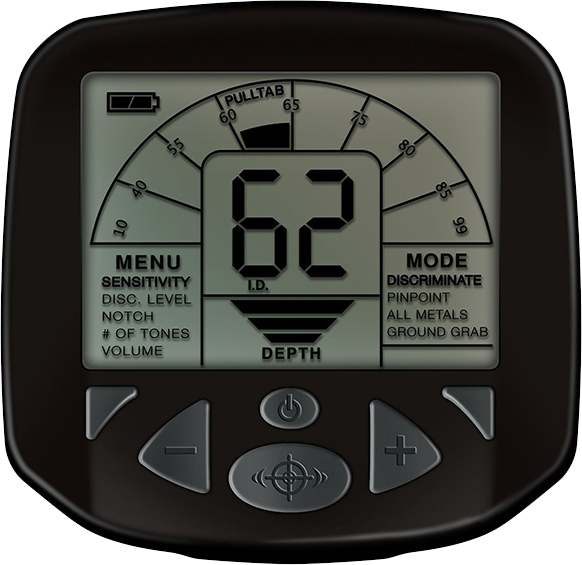 PULLTAB
10 40 55 60 65 75 80 85 99
62
I.D.
MENU
SENSITIVITY
DISC. LEVEL
NOTCH
# OF TONES
VOLUME
DEPTH
MODE
DISCRIMINATE
PINPOINT
ALL METALS
GROUND GRAB